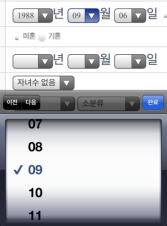 1988 년 09 월 06 일
미혼 기혼
년 월 일
자녀수 없음
이전 다음 소분류 완료
07
08
✓ 09
10
11